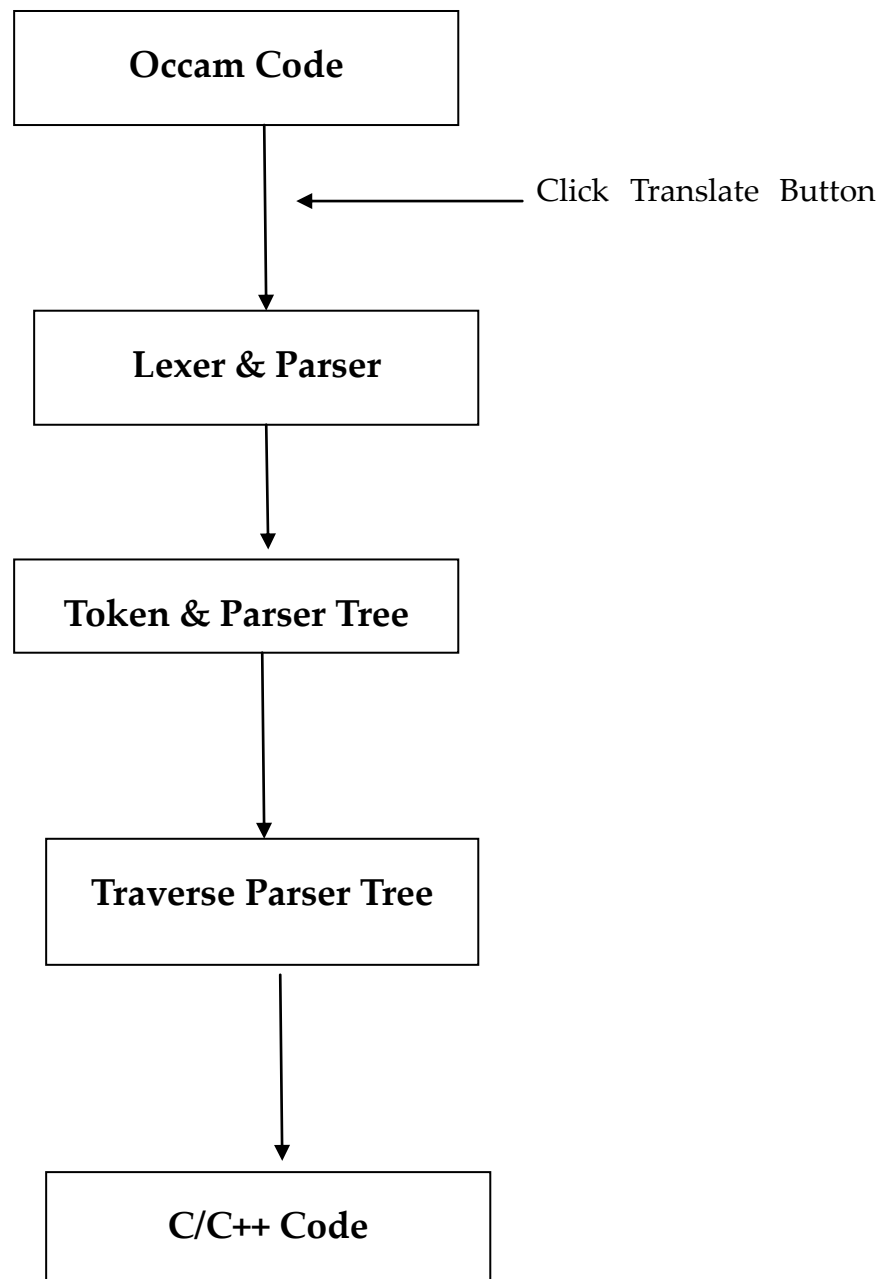 Occam Code
Click Translate Button
Lexer & Parser
Token & Parser Tree
Traverse Parser Tree
C/C++ Code